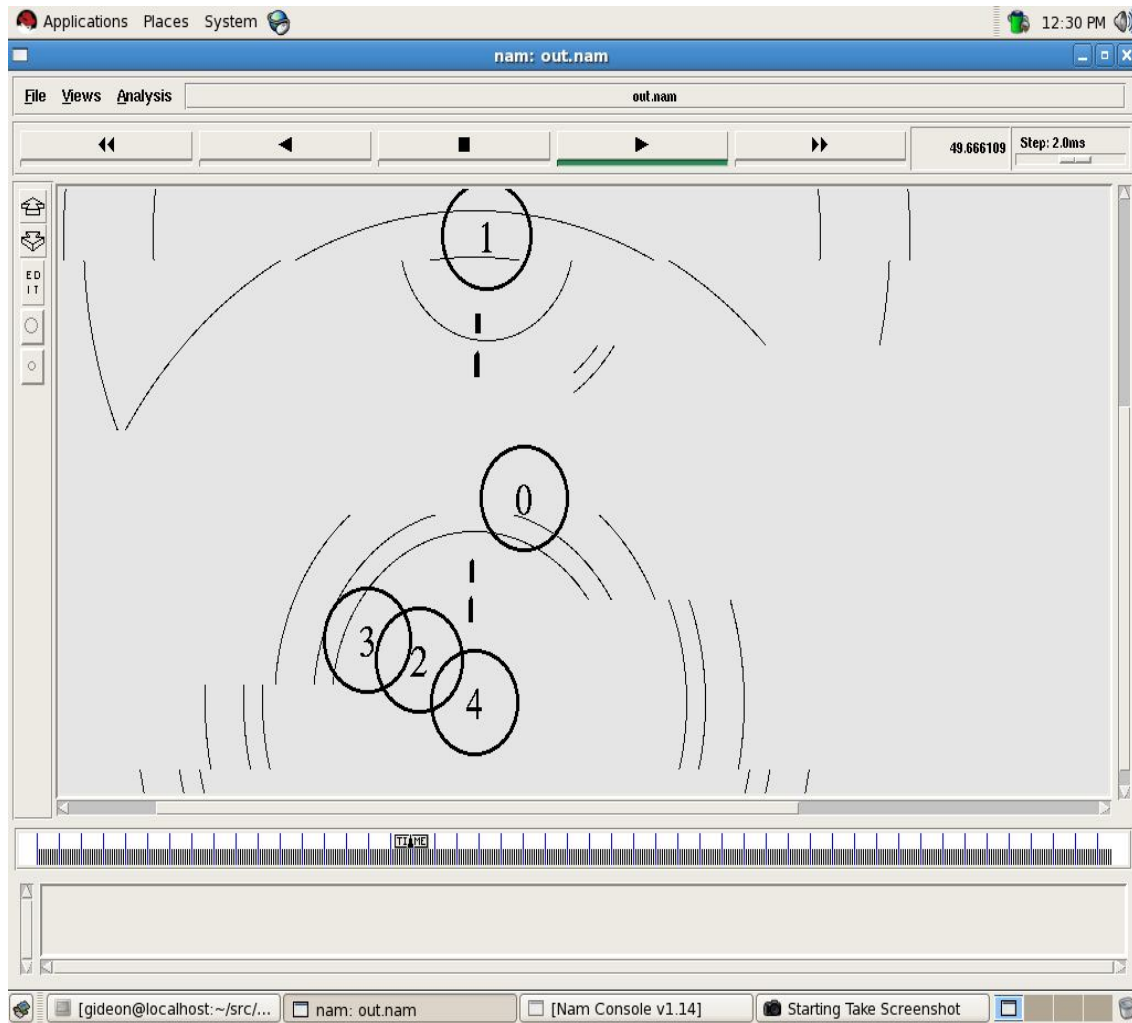 Applications Places System 12:30 PM
nam: out.nam
File Views Analysis out.nam
49.666109 Step: 2.0ms
E D
I T
1
0
3
2
4
TIME
[gideon@localhost:~/src/... nam: out.nam [Nam Console v1.14] Starting Take Screenshot